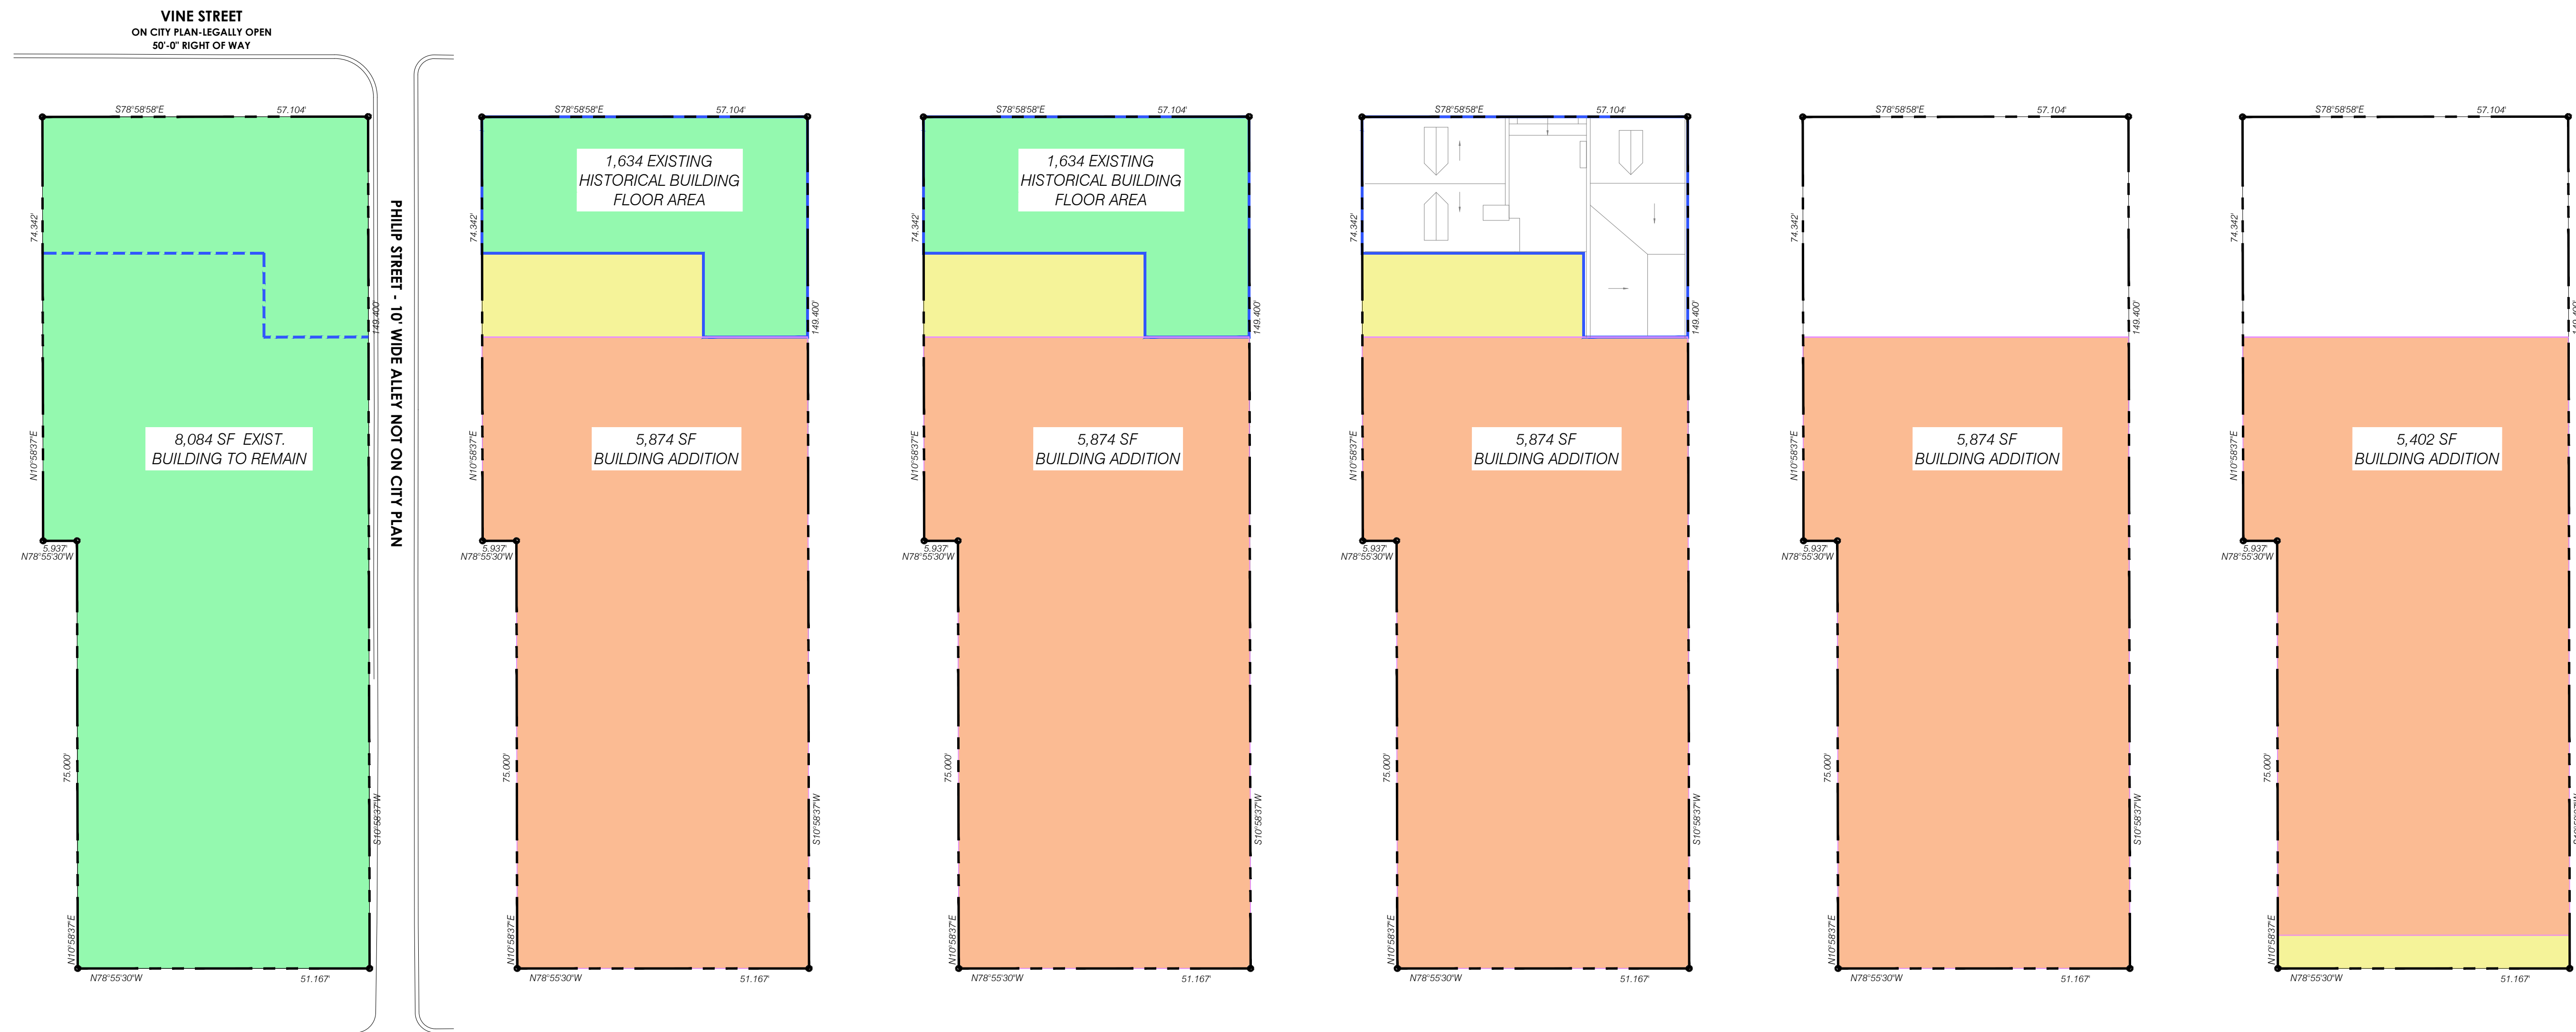 VINE STREET
ON CITY PLAN-LEGALLY OPEN
50'-0" RIGHT OF WAY
S78°58'58"E
57.104'
74.342'
149.400'
N10°58'37"E
8,084 SF EXIST.
BUILDING TO REMAIN
5.937'
N78°55'30"W
75.000'
S10°58'37"W
N10°58'37"E
N78°55'30"W
51.167'
PHILIP STREET - 10' WIDE ALLEY NOT ON CITY PLAN
S78°58'58"E
57.104'
1,634 EXISTING
HISTORICAL BUILDING
FLOOR AREA
74.342'
149.400'
N10°58'37"E
5,874 SF
BUILDING ADDITION
5.937'
N78°55'30"W
75.000'
S10°58'37"W
N10°58'37"E
N78°55'30"W
51.167'
S78°58'58"E
57.104'
1,634 EXISTING
HISTORICAL BUILDING
FLOOR AREA
74.342'
149.400'
N10°58'37"E
5,874 SF
BUILDING ADDITION
5.937'
N78°55'30"W
75.000'
S10°58'37"W
N10°58'37"E
N78°55'30"W
51.167'
S78°58'58"E
57.104'
74.342'
149.400'
N10°58'37"E
5,874 SF
BUILDING ADDITION
5.937'
N78°55'30"W
75.000'
S10°58'37"W
N10°58'37"E
N78°55'30"W
51.167'
S78°58'58"E
57.104'
74.342'
149.400'
N10°58'37"E
5,874 SF
BUILDING ADDITION
5.937'
N78°55'30"W
75.000'
S10°58'37"W
N10°58'37"E
N78°55'30"W
51.167'
S78°58'58"E
57.104'
74.342'
N10°58'37"E
5,402 SF
BUILDING ADDITION
5.937'
N78°55'30"W
75.000'
N10°58'37"E
N78°55'30"W
51.167'